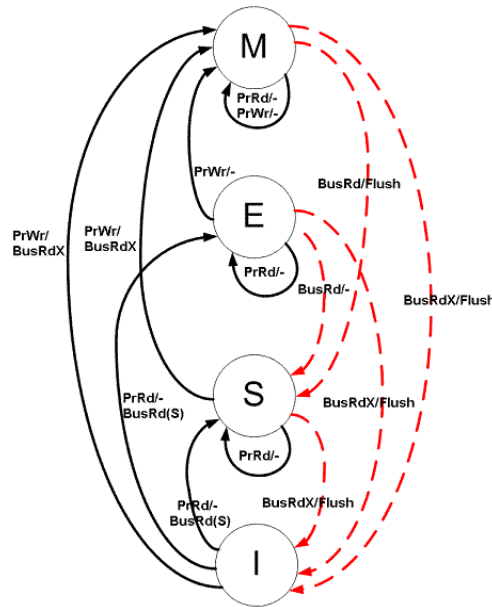 M
PrRd/-
PrWr/-
PrWr/-
BusRd/Flush
E
PrWr/
BusRdX
PrWr/
BusRdX
PrRd/-
BusRd/-
BusRdX/Flush
S
PrRd/-
BusRd(S)
BusRdX/Flush
PrRd/-
PrRd/-
BusRd(S)
BusRdX/Flush
I